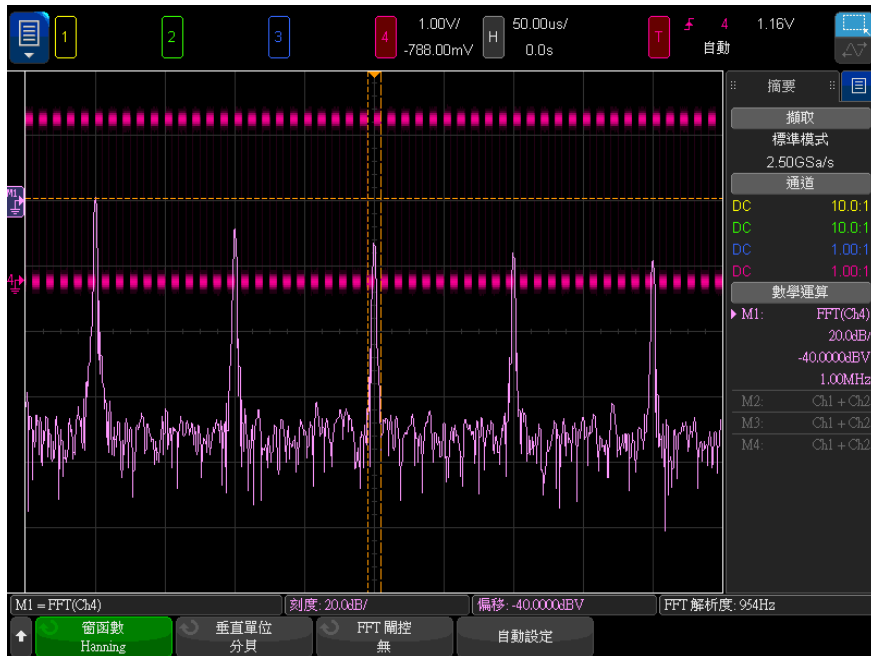 1 2 3 4 1.00V/ H 50.00us/ T 4 1.16V
-788.00mV 0.0s 自動
摘要
擷取
標準模式
2.50GSa/s
通道
DC 10.0:1
DC 10.0:1
DC 1.00:1
DC 1.00:1
數學運算
M1: FFT(Ch4)
20.0dB/
-40.0000dBV
1.00MHz
M2: Ch1 + Ch2
M3: Ch1 + Ch2
M4: Ch1 + Ch2
M1
4
M1 = FFT(Ch4) 刻度: 20.0dB/ 偏移: -40.0000dBV FFT 解析度: 954Hz
窗函數 垂直單位 FFT 閘控 自動設定
Hanning 分貝 無